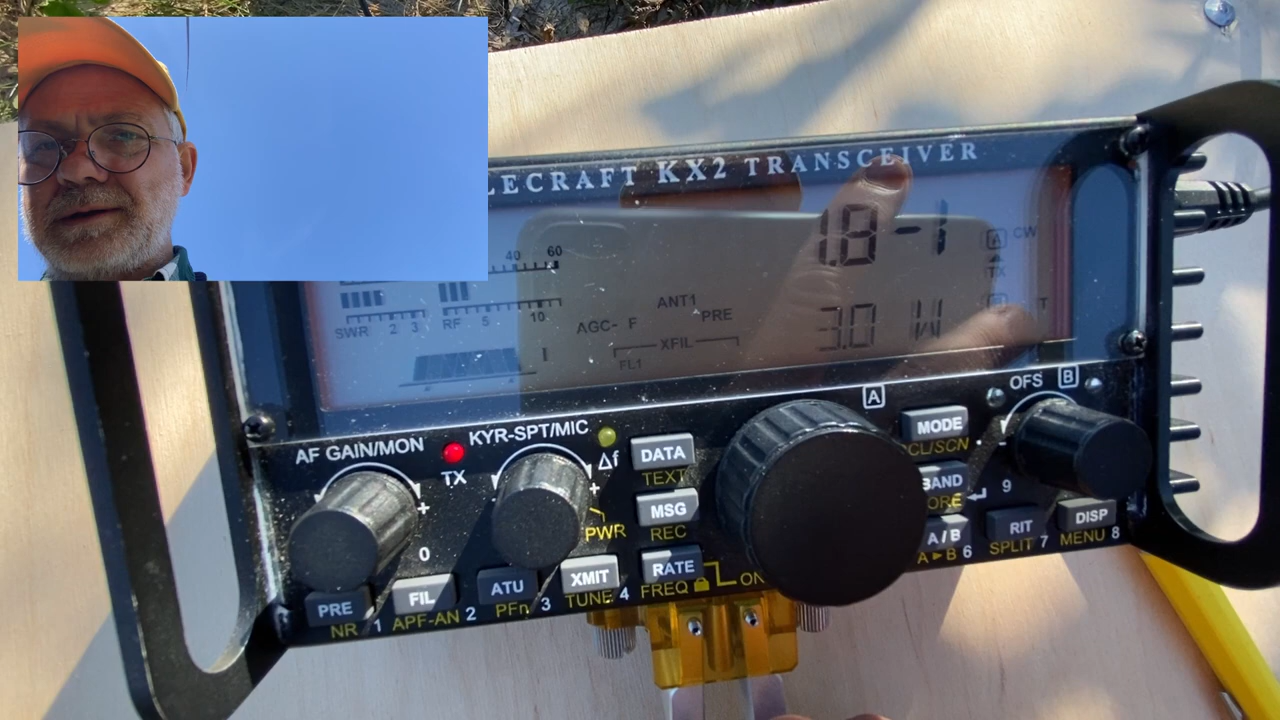 LECRAFT KX2 TRANSCEIVER
40 60
1.8-1
A CW
TX
SWR 2 3 RF 5 10
ANT1
AGC- F PRE
3.0 W
T
XFIL
FL1
I
A
OFS B
AF GAIN/MON
TX
KYR-SPT/MIC
Δf
+
+
PWR
0
DATA
TEXT
MSG
REC
RATE
FREQ
ON
MODE
CL/SCN
BAND
ORE
9
A/B
A►B 6
RIT
SPLIT 7
DISP
MENU 8
PRE
NR 1
FIL
APF-AN 2
ATU
PFn 3
XMIT
TUNE 4